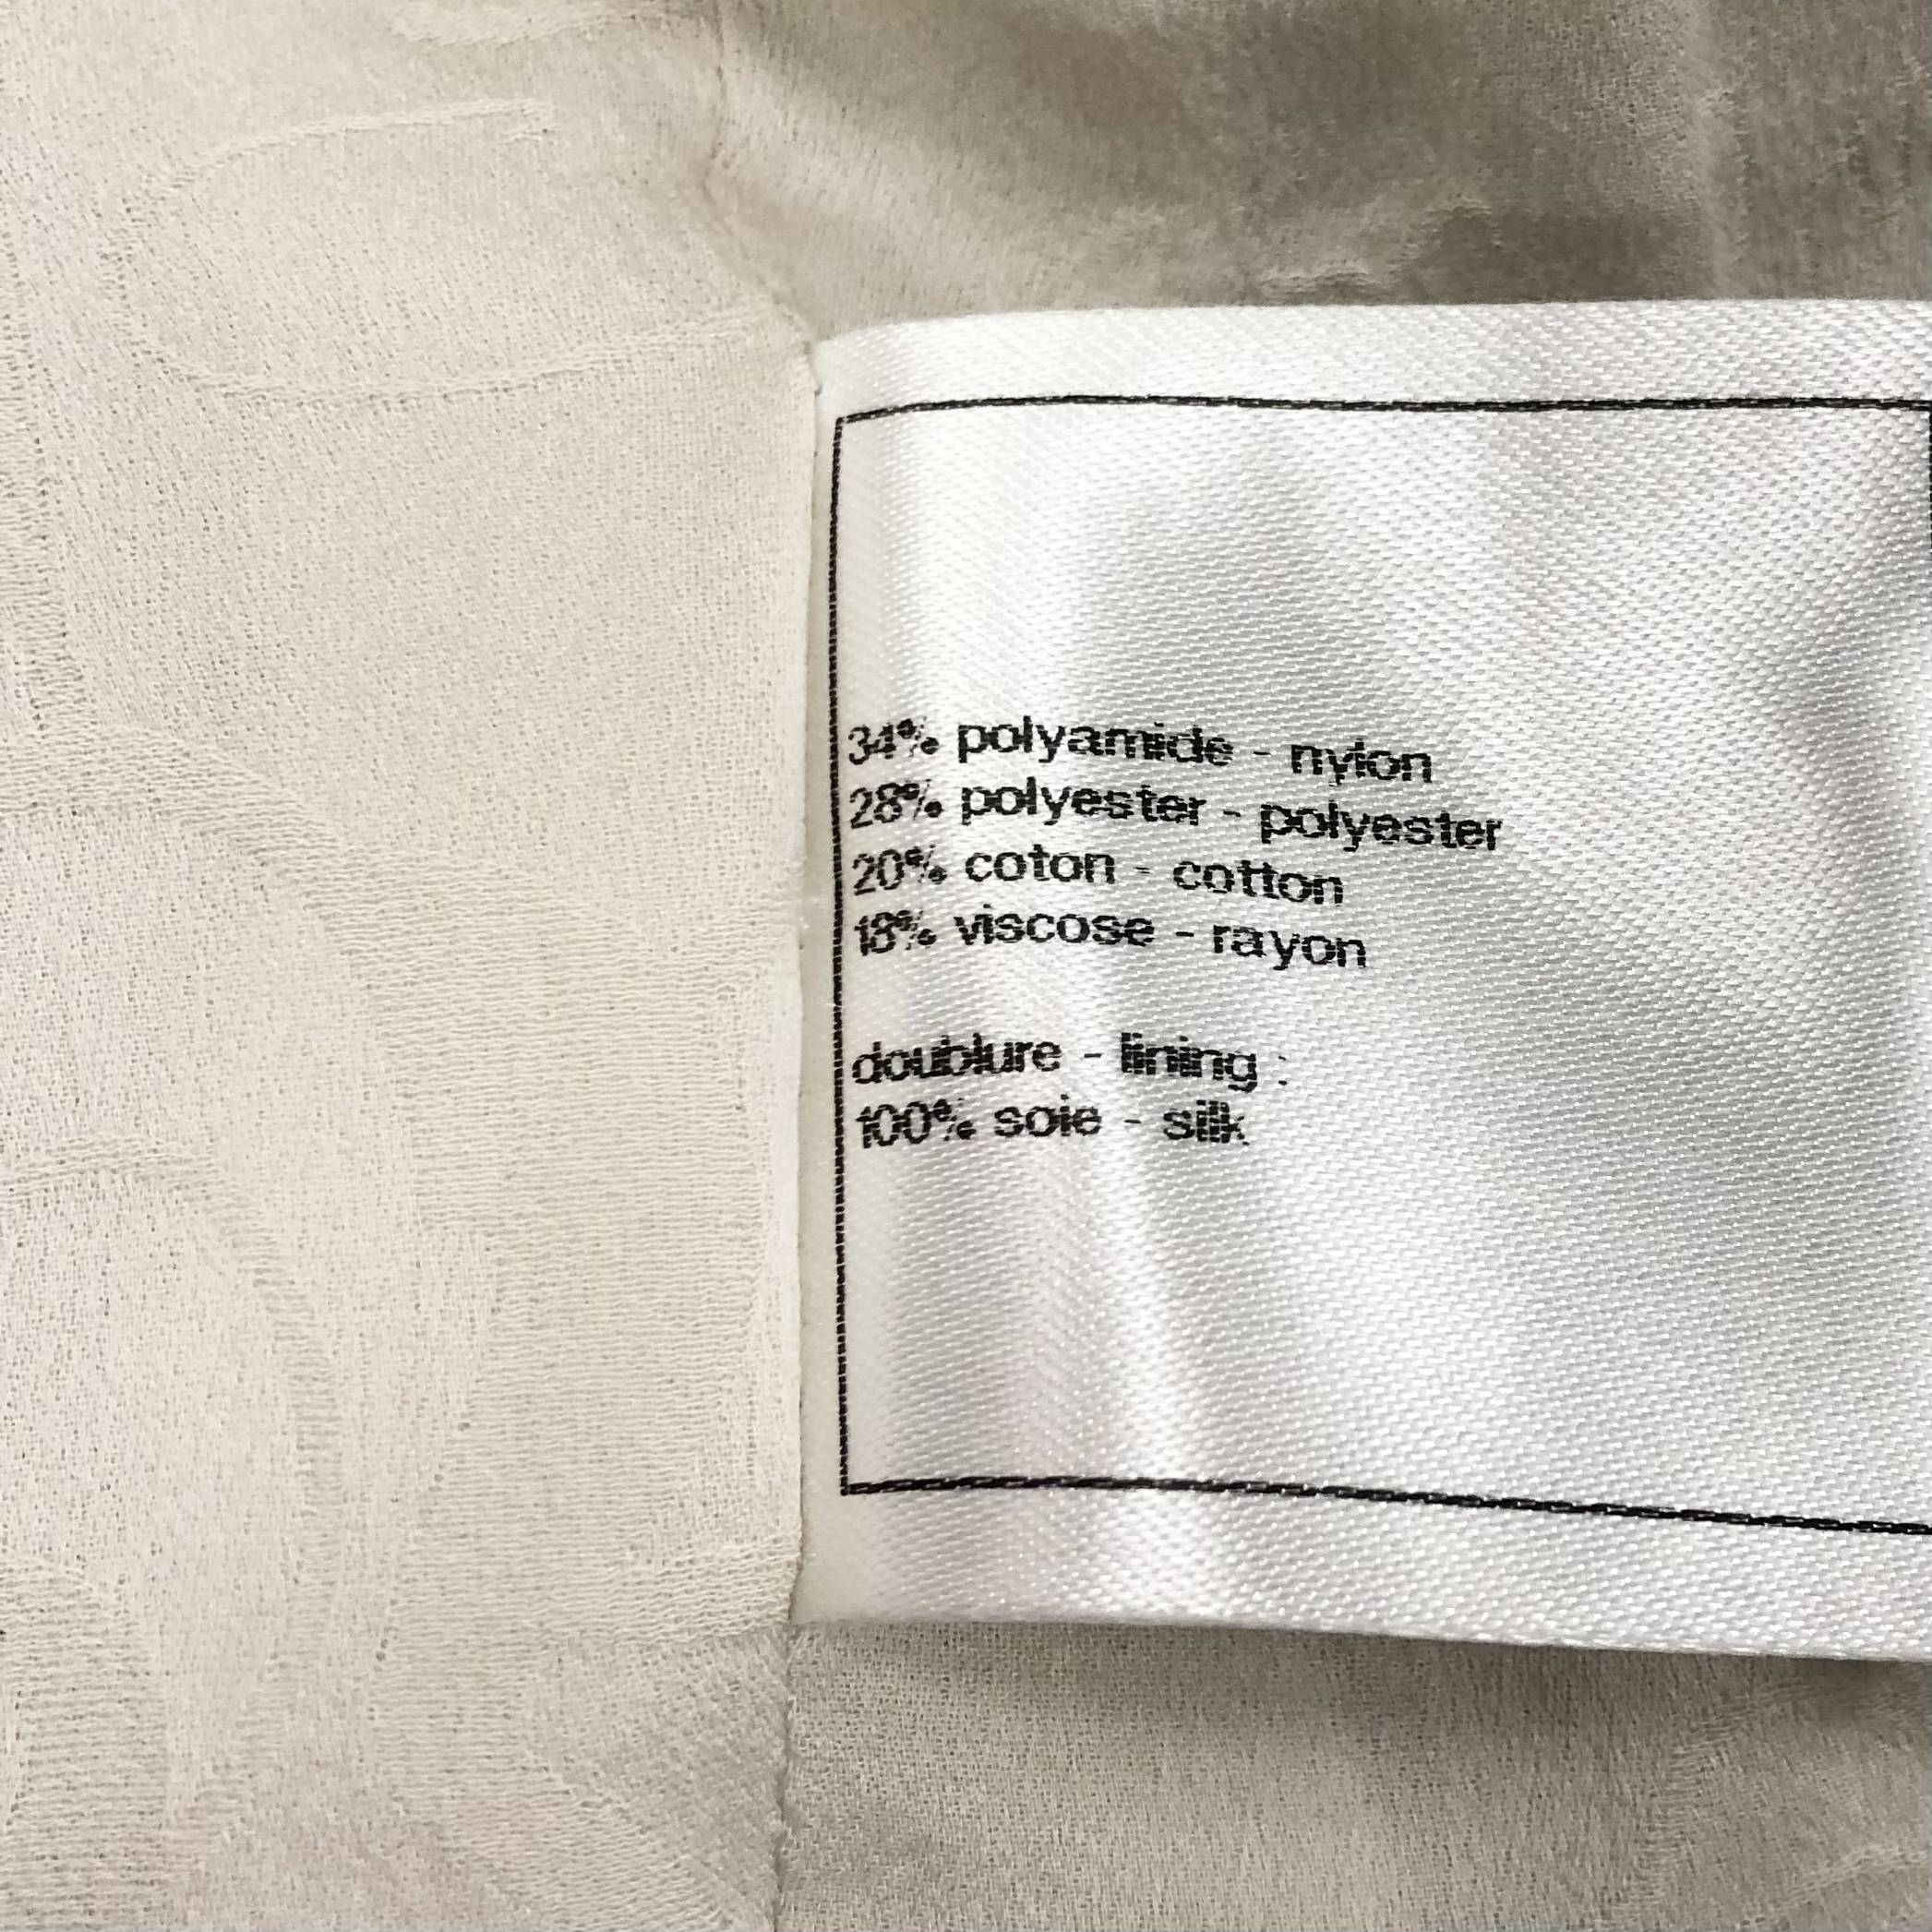 34% polyamide - nylon
28% polyester - polyester
20% coton - cotton
18% viscose - rayon
doublure - lining :
100% soie - silk